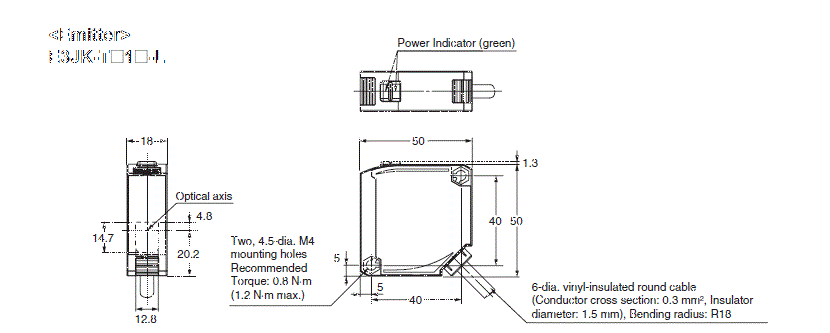 <Emitter>
E3JK-T□1□-L
Power Indicator (green)
50
18
1.3
Optical axis
4.8
14.7
20.2
40 50
Two, 4.5-dia. M4
mounting holes
Recommended
Torque: 0.8 N·m
(1.2 N·m max.)
5
5
40
6-dia. vinyl-insulated round cable
(Conductor cross section: 0.3 mm², Insulator
diameter: 1.5 mm), Bending radius: R18
12.8